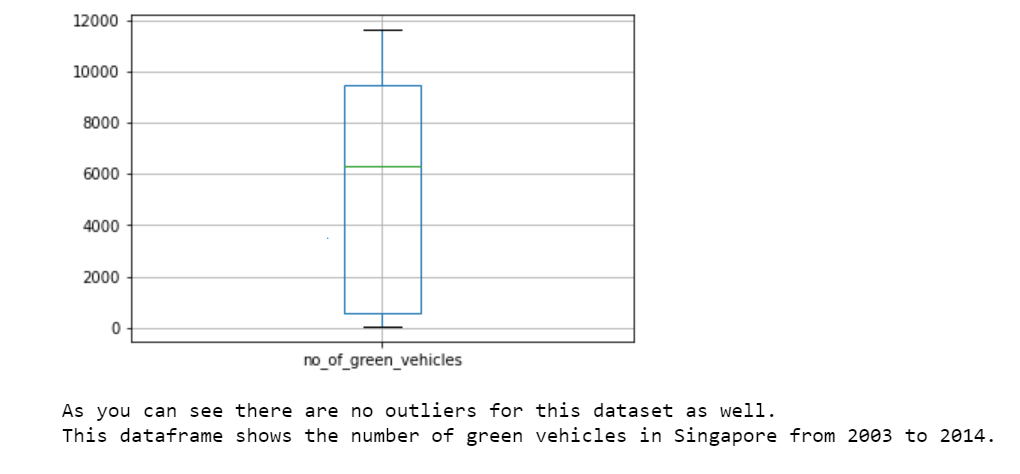 12000
10000
8000
6000
4000
2000
0
no_of_green_vehicles
As you can see there are no outliers for this dataset as well.
This dataframe shows the number of green vehicles in Singapore from 2003 to 2014.